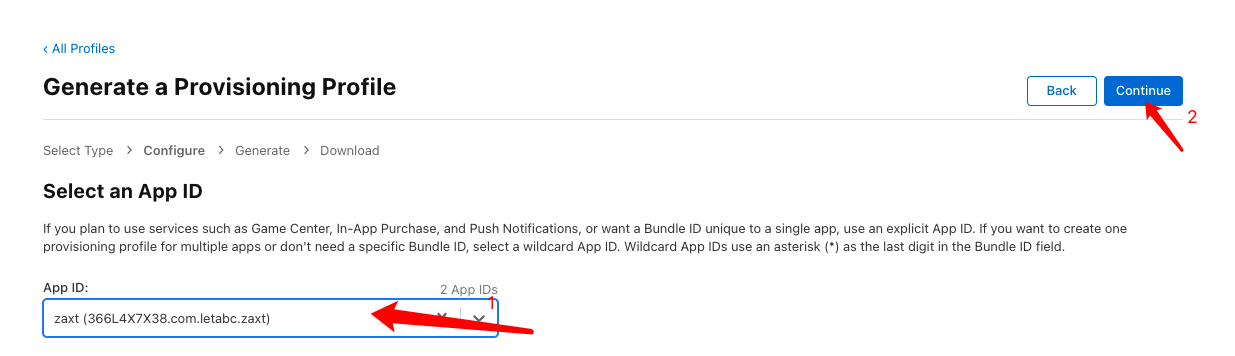 ‹ All Profiles
Generate a Provisioning Profile
Back
Continue
2
Select Type > Configure > Generate > Download
Select an App ID
If you plan to use services such as Game Center, In-App Purchase, and Push Notifications, or want a Bundle ID unique to a single app, use an explicit App ID. If you want to create one
provisioning profile for multiple apps or don't need a specific Bundle ID, select a wildcard App ID. Wildcard App IDs use an asterisk (*) as the last digit in the Bundle ID field.
App ID:
2 App IDs
1
zaxt (366L4X7X38.com.letabc.zaxt)